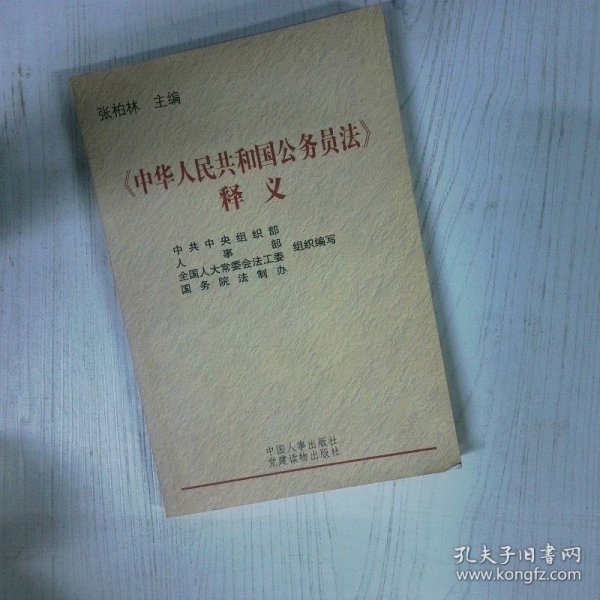 张柏林 主编
《中华人民共和国公务员法》
释义
中共中央组织部
人事部
全国人大常委会法工委
国务院法制办
组织编写
中国人事出版社
党建读物出版社
孔夫子旧书网
www.kongfz.com